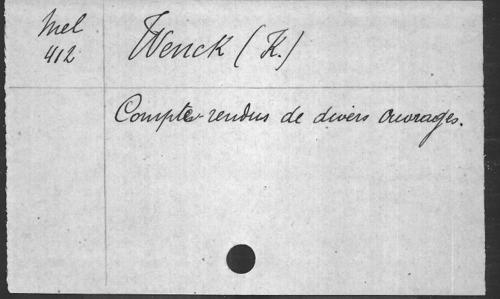 Mel
412
Wenck (K.)
Compte-rendus de divers ouvrages.